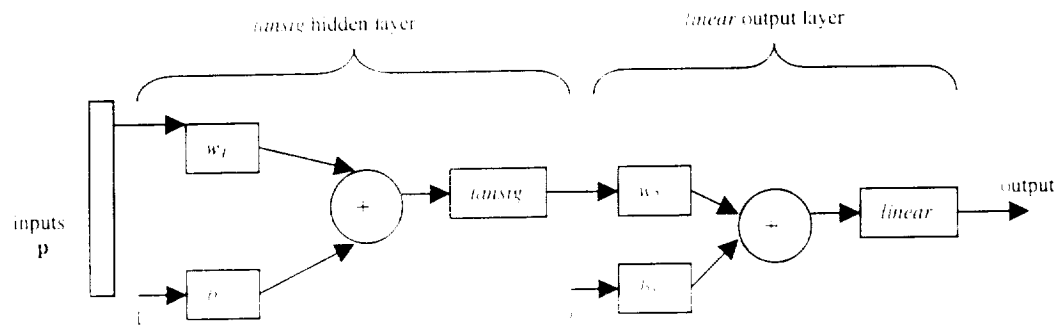 tansig hidden layer
linear output layer
w1
tansig
+
+
linear
output
inputs
p